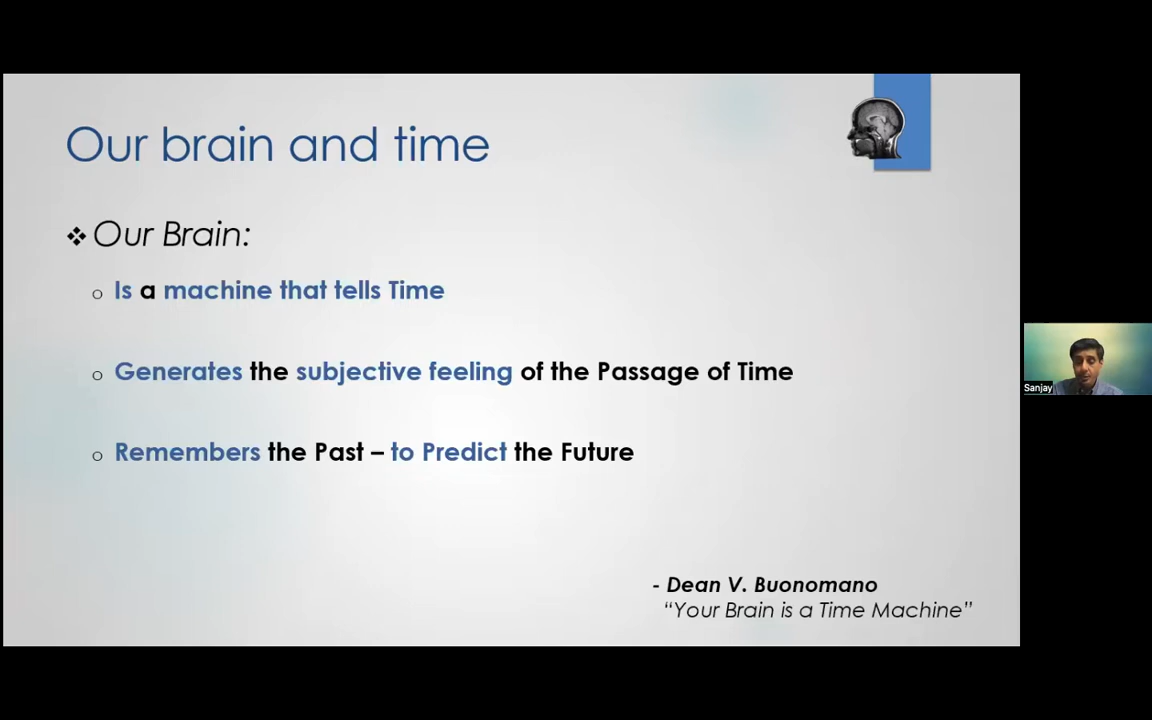 Our brain and time
❖ Our Brain:
o Is a machine that tells Time
o Generates the subjective feeling of the Passage of Time
o Remembers the Past – to Predict the Future
- Dean V. Buonomano
“Your Brain is a Time Machine”
Sanjay